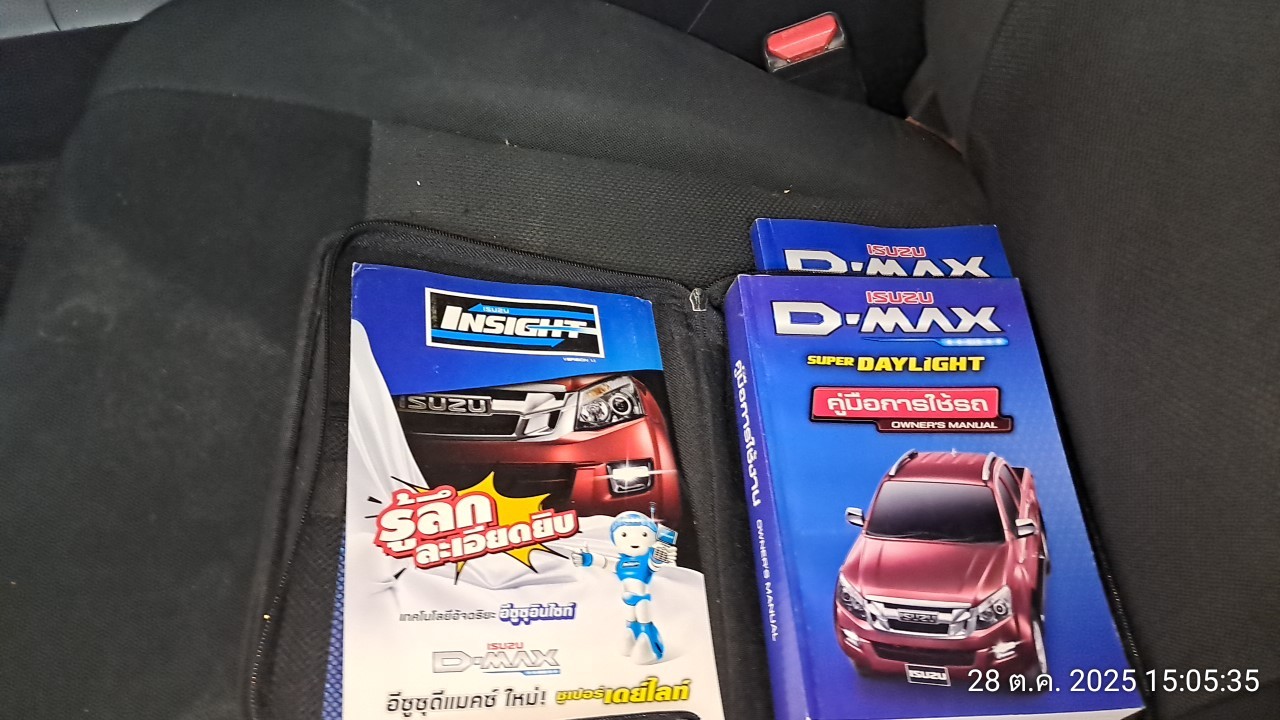 ISUZU
INSIGHT
VERSION 1.1
ISUZU
รู้ลึก
ละเอียดยิบ
เทคโนโลยีอัจฉริยะ อีซูซุอินไซท์
ISUZU
D-MAX
อีซูซุดีแมคซ์ ใหม่! ซูเปอร์เดย์ไลท์
ISUZU
D-MAX
ISUZU
D-MAX
SUPER DAYLIGHT
คู่มือการใช้รถ
OWNER'S MANUAL
ISUZU
ISUZU
คู่มือการใช้งาน OWNER'S MANUAL
28 ต.ค. 2025 15:05:35